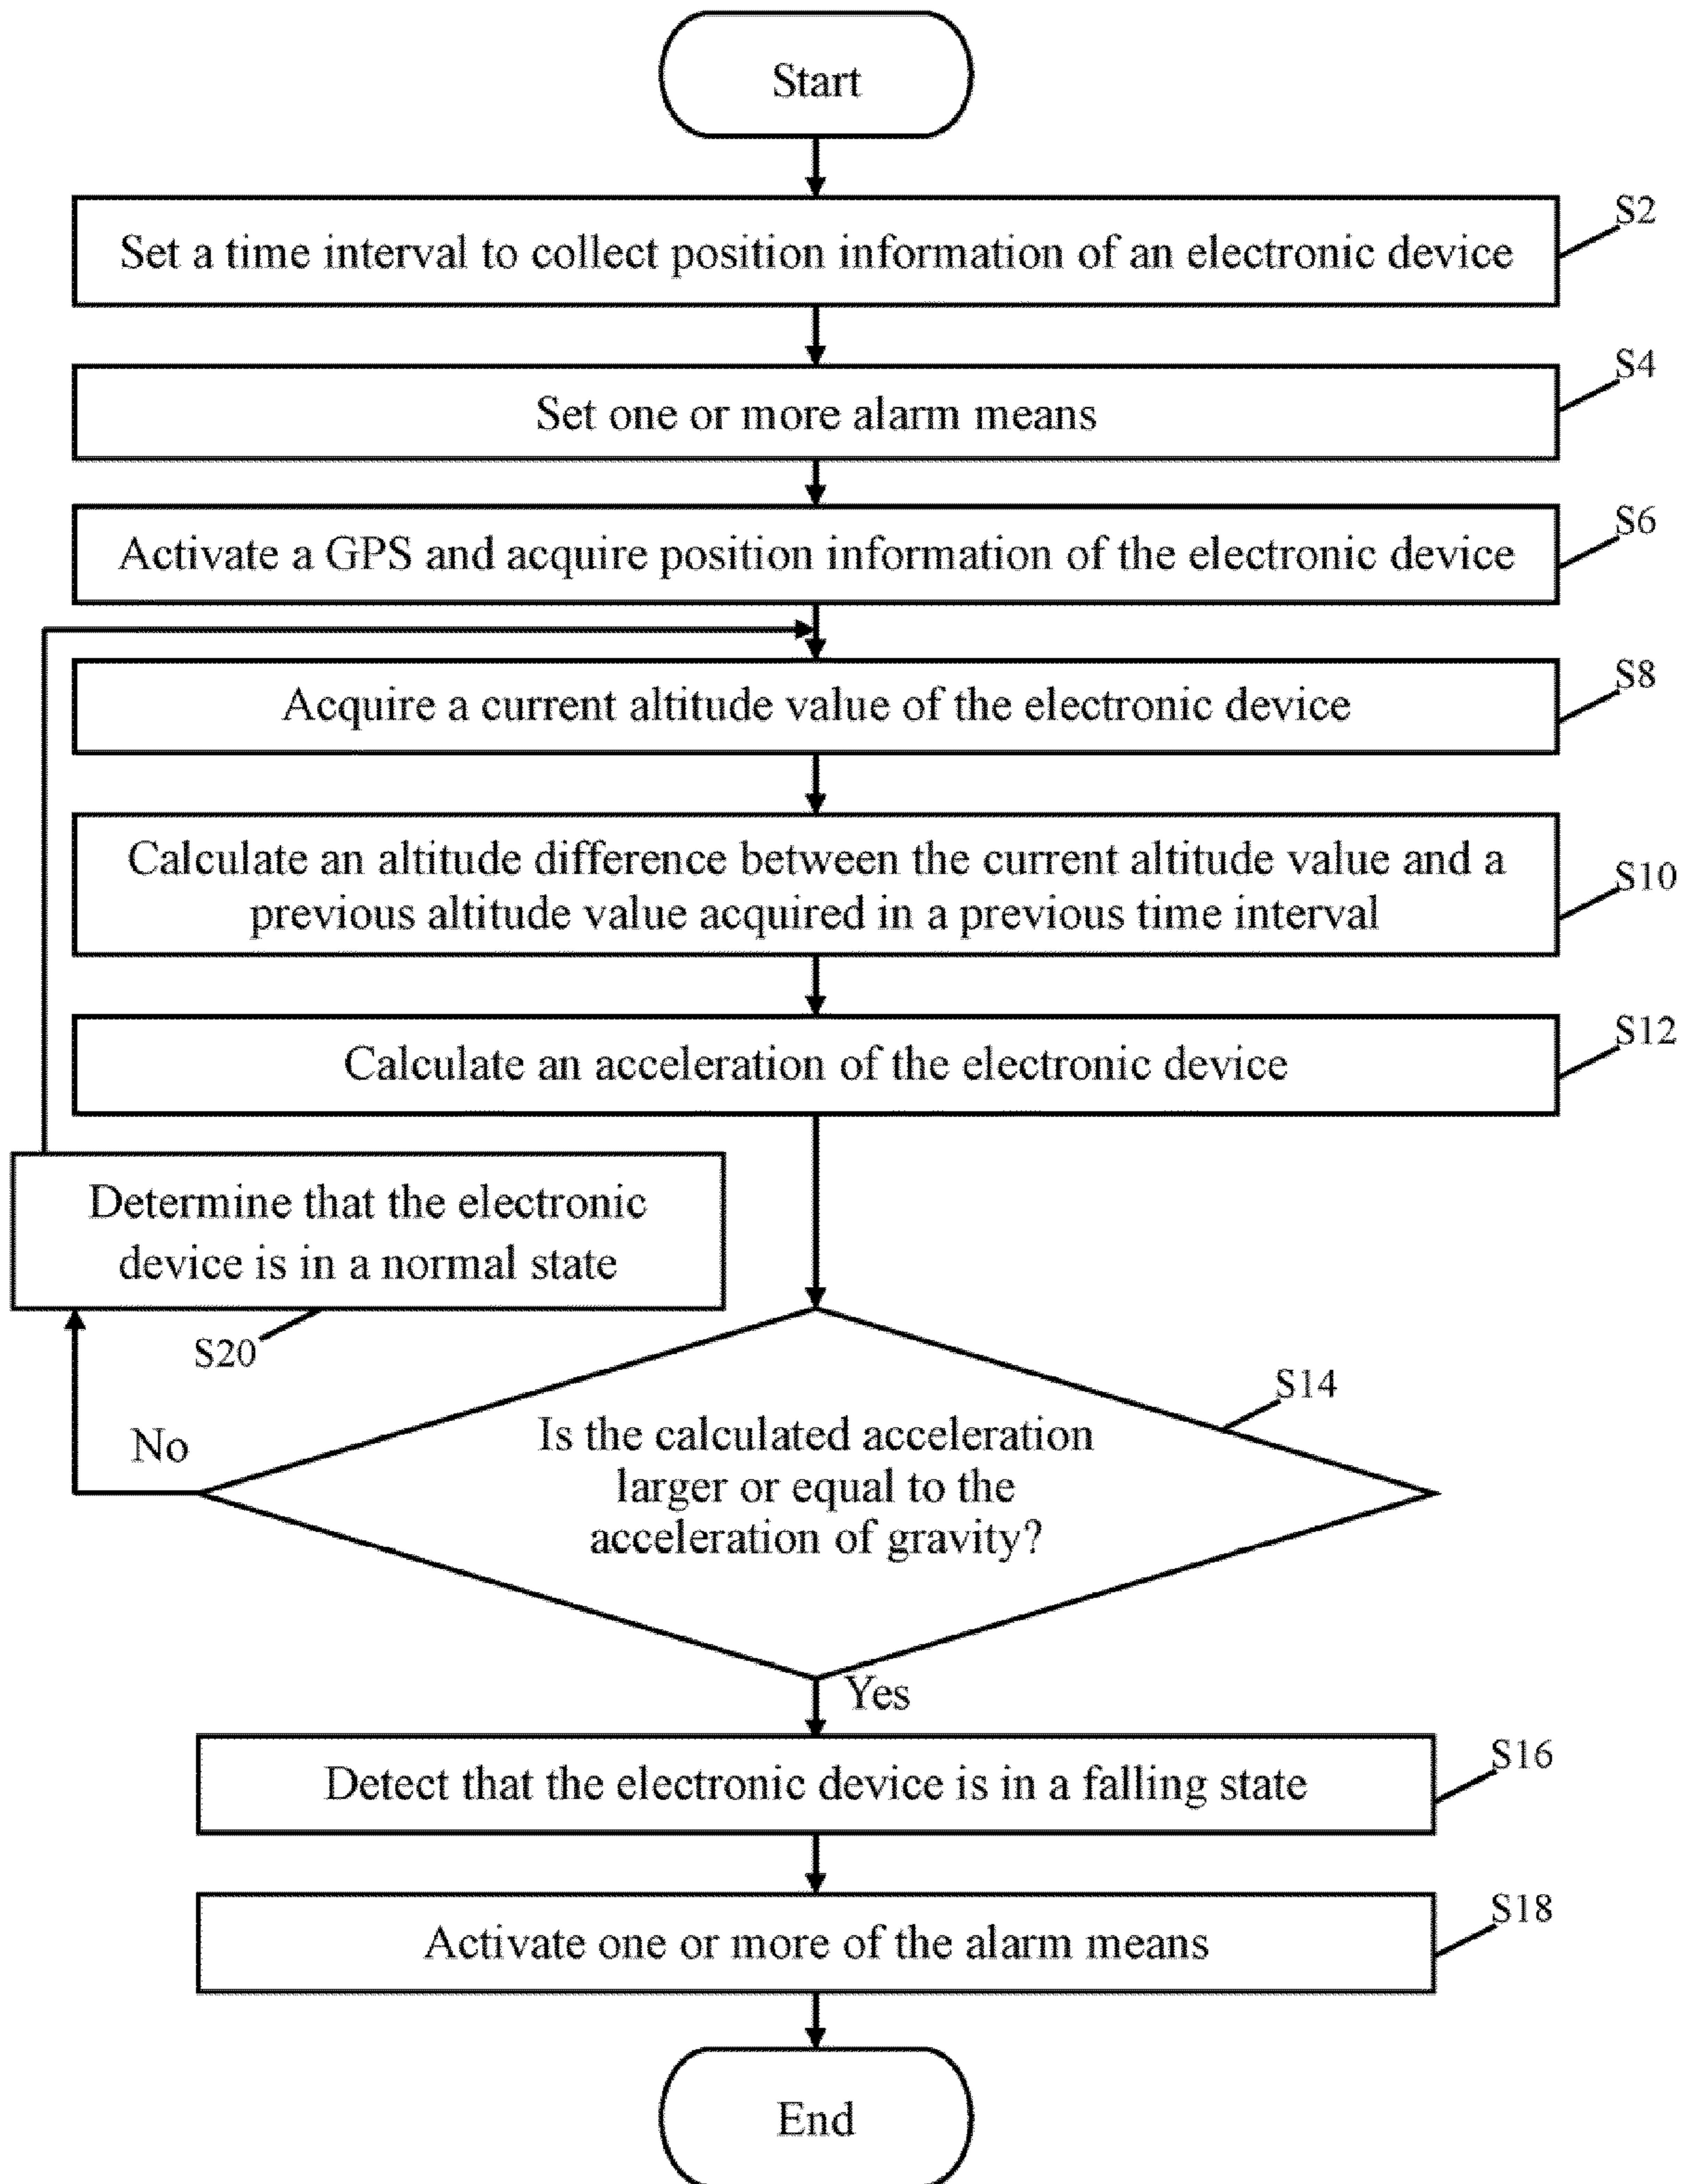 Start
Set a time interval to collect position information of an electronic device
S2
Set one or more alarm means
S4
Activate a GPS and acquire position information of the electronic device
S6
Acquire a current altitude value of the electronic device
S8
Calculate an altitude difference between the current altitude value and a
previous altitude value acquired in a previous time interval
S10
Calculate an acceleration of the electronic device
S12
Determine that the electronic
device is in a normal state
S20
No
Is the calculated acceleration
larger or equal to the
acceleration of gravity?
S14
Yes
Detect that the electronic device is in a falling state
S16
Activate one or more of the alarm means
S18
End